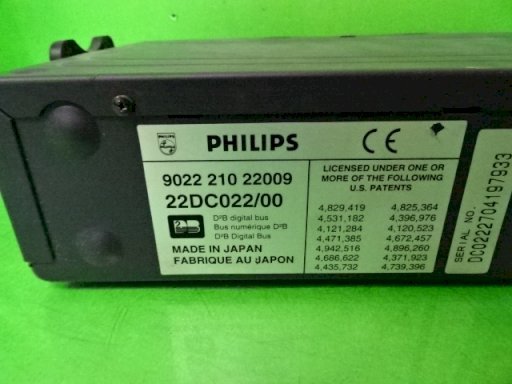 PHILIPS
CE
9022 210 22009
22DC022/00
D²B digital bus
Bus numérique D²B
D²B Digital Bus
MADE IN JAPAN
FABRIQUE AU JAPON
LICENSED UNDER ONE OR
MORE OF THE FOLLOWING
U.S. PATENTS
4,829,419 4,825,364
4,531,182 4,396,976
4,121,284 4,120,523
4,471,385 4,672,457
4,942,516 4,896,260
4,686,622 4,371,923
4,435,732 4,739,396
SERIAL NO.
DC022704197933